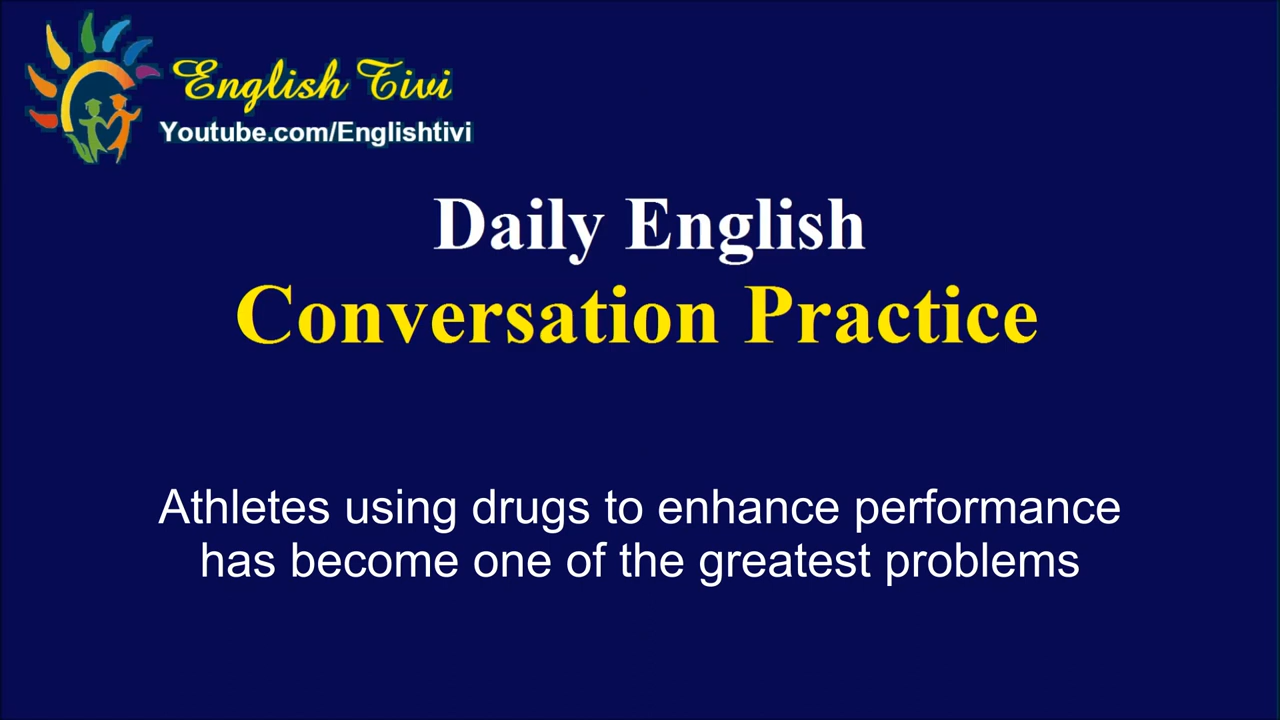 English Tivi
Youtube.com/Englishtivi
Daily English
Conversation Practice
Athletes using drugs to enhance performance
has become one of the greatest problems